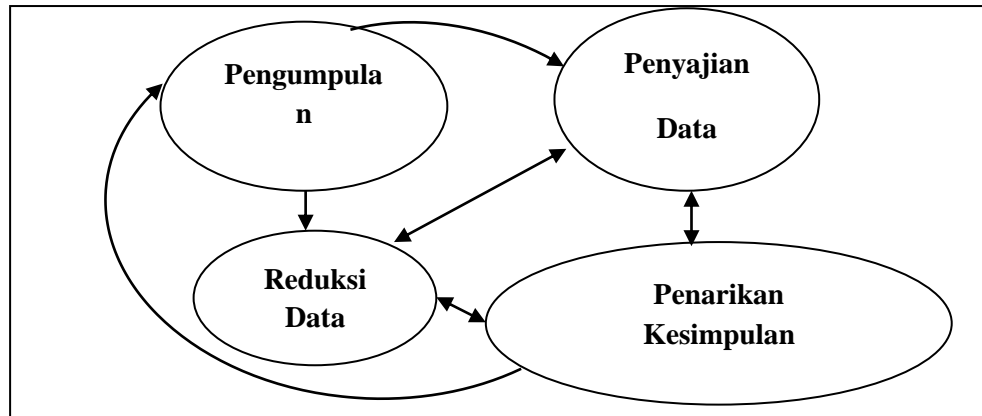 Pengumpula
n
Penyajian
Data
Reduksi
Data
Penarikan
Kesimpulan